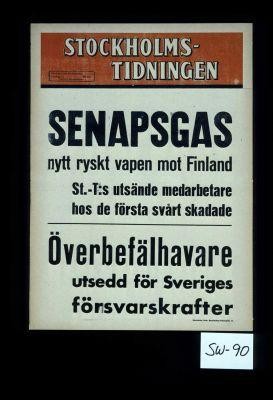 STOCKHOLMS-
TIDNINGEN
SENAPSGAS
nytt ryskt vapen mot Finland
St.-T:s utsände medarbetare
hos de första svårt skadade
Överbefälhavare
utsedd för Sveriges
försvarskrafter
SW-90